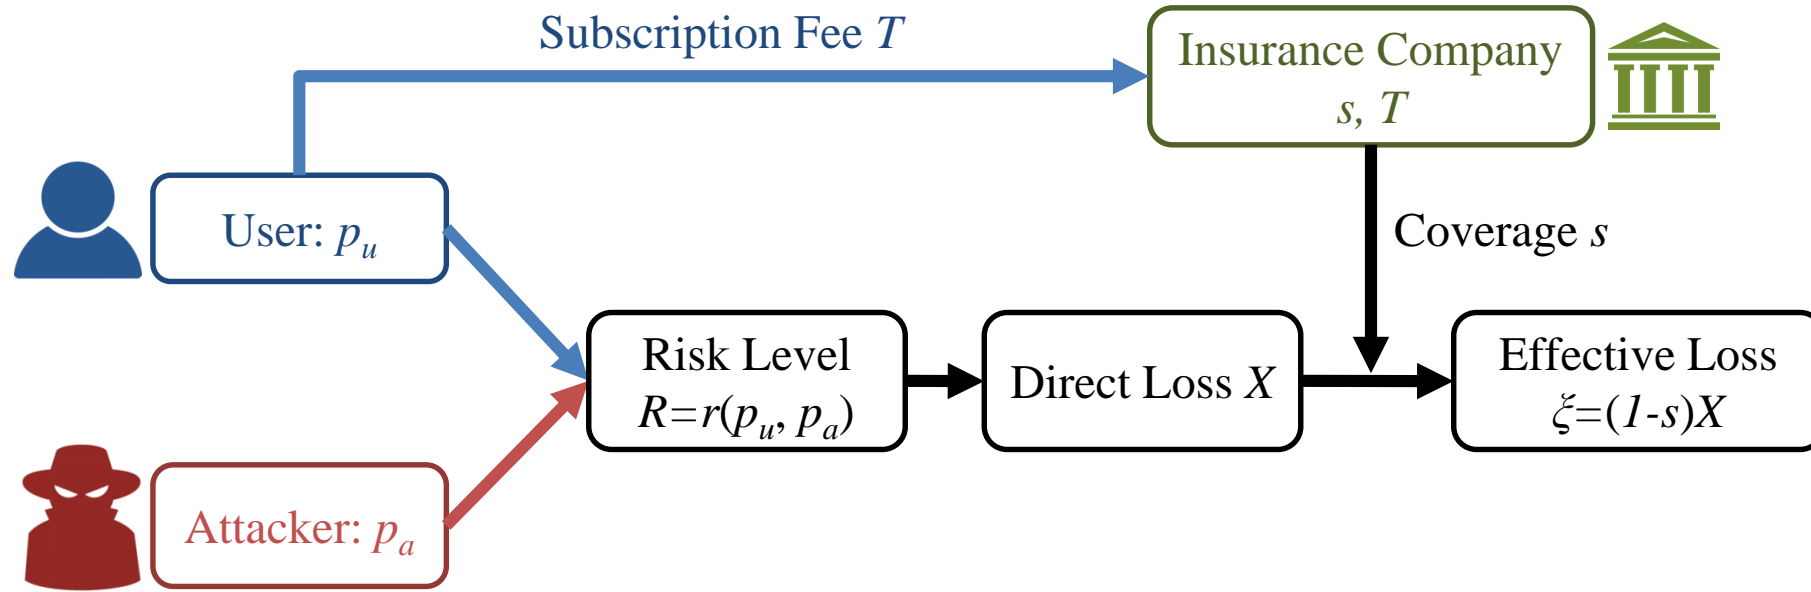 Subscription Fee T
Insurance Company
s, T
User: p_u
Coverage s
Risk Level
R=r(p_u, p_a)
Direct Loss X
Effective Loss
ξ=(1-s)X
Attacker: p_a